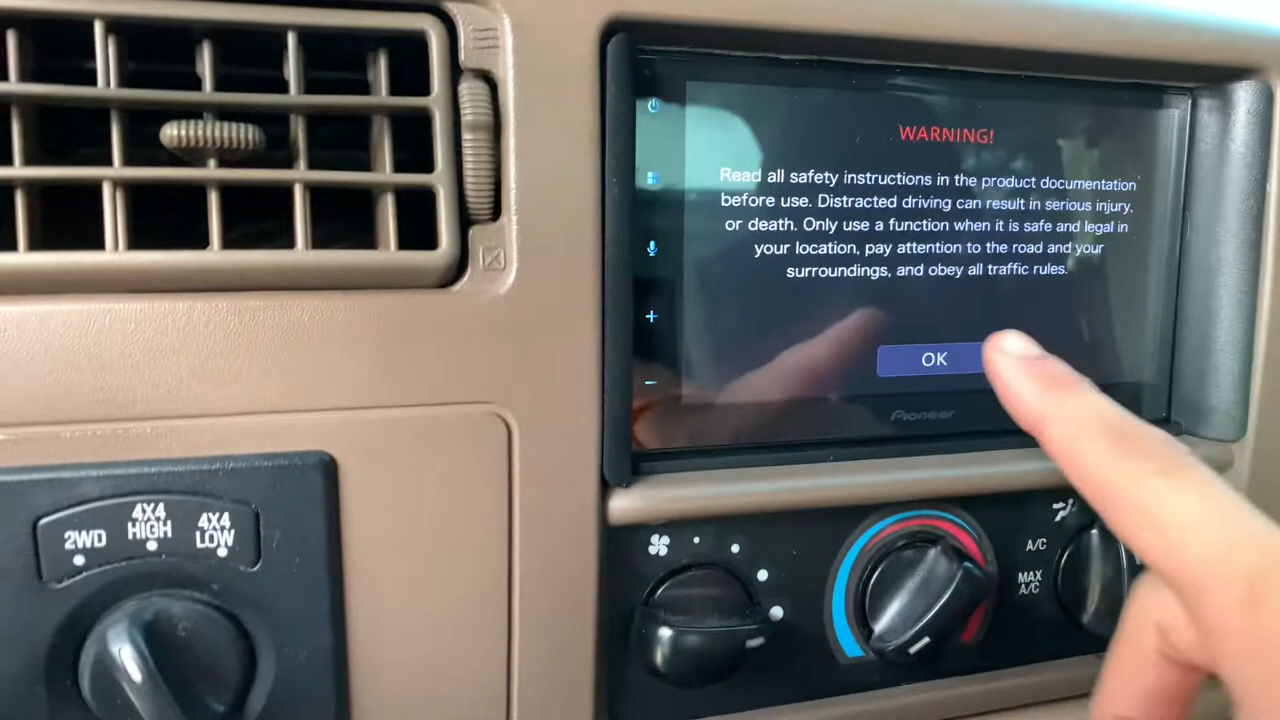 WARNING!
Read all safety instructions in the product documentation
before use. Distracted driving can result in serious injury,
or death. Only use a function when it is safe and legal in
your location, pay attention to the road and your
surroundings, and obey all traffic rules.
OK
Pioneer
2WD
4X4
HIGH
4X4
LOW
A/C
MAX
A/C